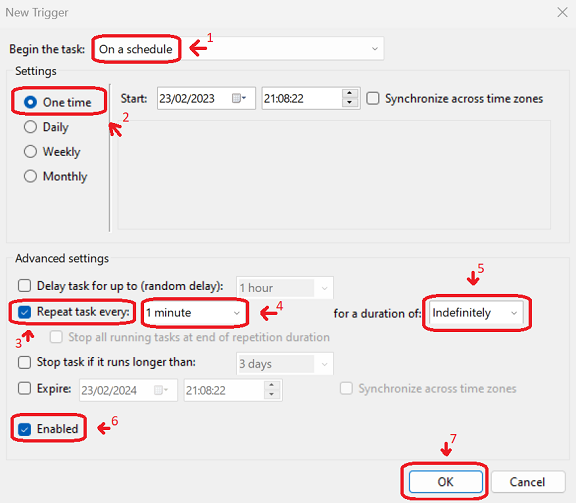 New Trigger
Begin the task: On a schedule 1
Settings
One time Start: 23/02/2023 21:08:22 Synchronize across time zones
2
Daily
Weekly
Monthly
Advanced settings
5
Delay task for up to (random delay): 1 hour
Repeat task every: 1 minute 4 for a duration of: Indefinitely
3 Stop all running tasks at end of repetition duration
Stop task if it runs longer than: 3 days
Expire: 23/02/2024 21:08:22 Synchronize across time zones
Enabled 6
7
OK Cancel